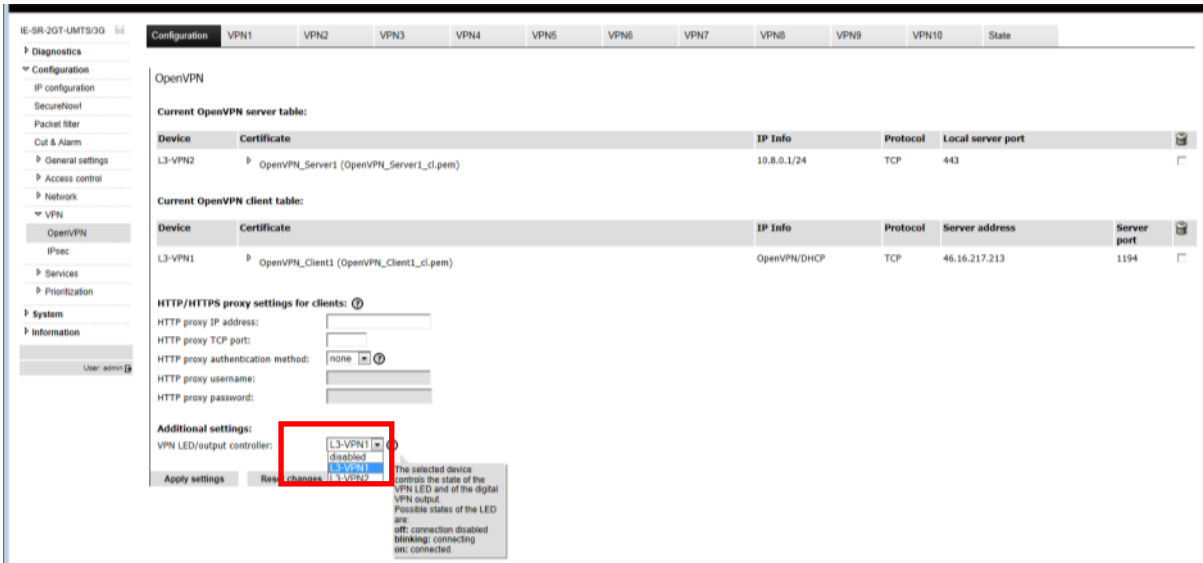 IE-SR-2GT-UMTS/3G
Diagnostics
Configuration
IP configuration
SecureNow!
Packet filter
Cut & Alarm
General settings
Access control
Network
VPN
OpenVPN
IPsec
Services
Prioritization
System
Information
User: admin
Configuration VPN1 VPN2 VPN3 VPN4 VPN5 VPN6 VPN7 VPN8 VPN9 VPN10 State
OpenVPN
Current OpenVPN server table:
Device Certificate IP Info Protocol Local server port
L3-VPN2 OpenVPN_Server1 (OpenVPN_Server1_cl.pem) 10.8.0.1/24 TCP 443
Current OpenVPN client table:
Device Certificate IP Info Protocol Server address Server port
L3-VPN1 OpenVPN_Client1 (OpenVPN_Client1_cl.pem) OpenVPN/DHCP TCP 46.16.217.213 1194
HTTP/HTTPS proxy settings for clients: ?
HTTP proxy IP address:
HTTP proxy TCP port:
HTTP proxy authentication method: none ?
HTTP proxy username:
HTTP proxy password:
Additional settings:
VPN LED/output controller: L3-VPN1
disabled
L3-VPN1
L3-VPN2
Apply settings Reset changes
The selected device
controls the state of the
VPN LED and of the digital
VPN output.
Possible states of the LED
are:
off: connection disabled
blinking: connecting
on: connected.